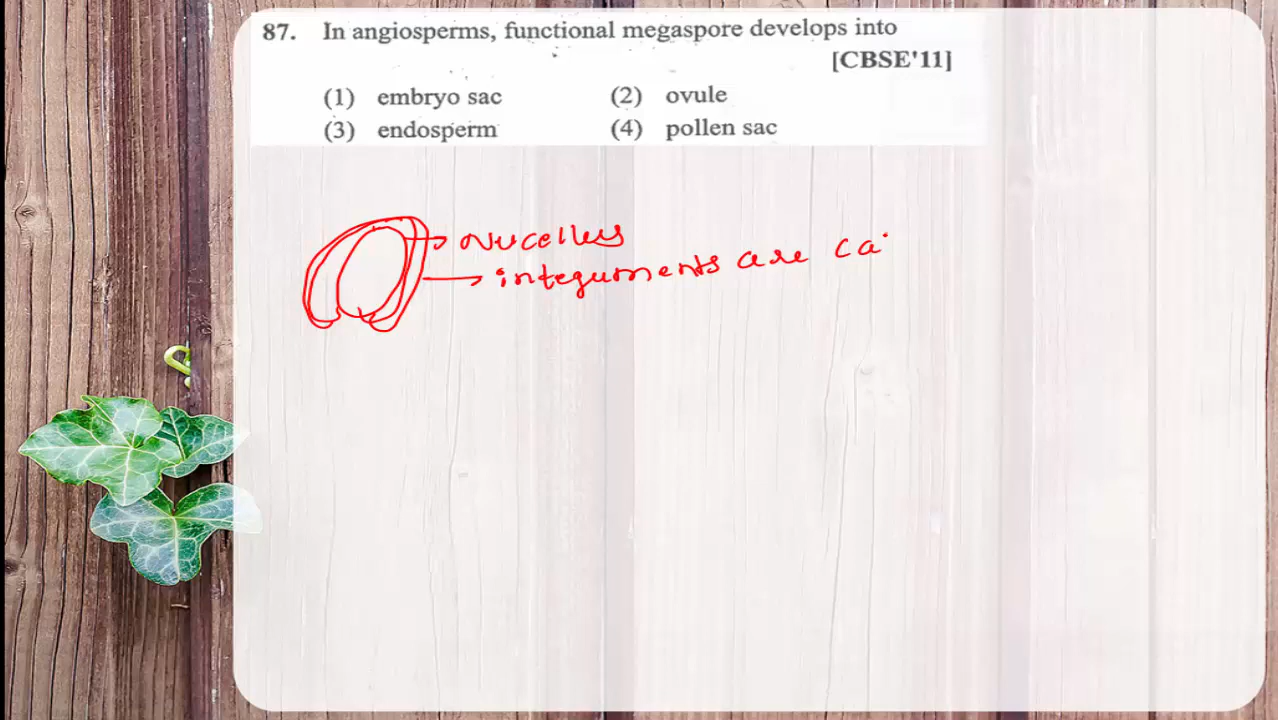 87. In angiosperms, functional megaspore develops into
[CBSE'11]
(1) embryo sac (2) ovule
(3) endosperm (4) pollen sac
Nucellus
integuments are ca